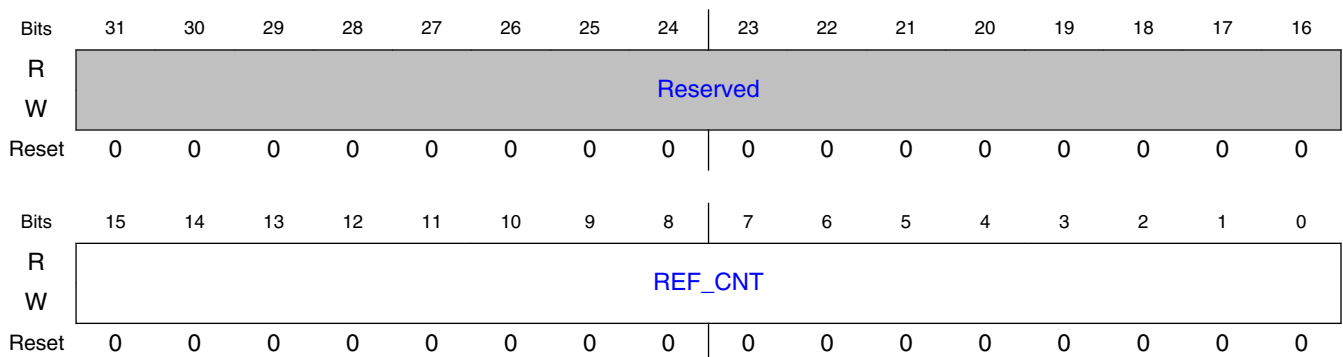 Bits 31 30 29 28 27 26 25 24 23 22 21 20 19 18 17 16
R
Reserved
W
Reset 0 0 0 0 0 0 0 0 0 0 0 0 0 0 0 0
Bits 15 14 13 12 11 10 9 8 7 6 5 4 3 2 1 0
R
REF_CNT
W
Reset 0 0 0 0 0 0 0 0 0 0 0 0 0 0 0 0